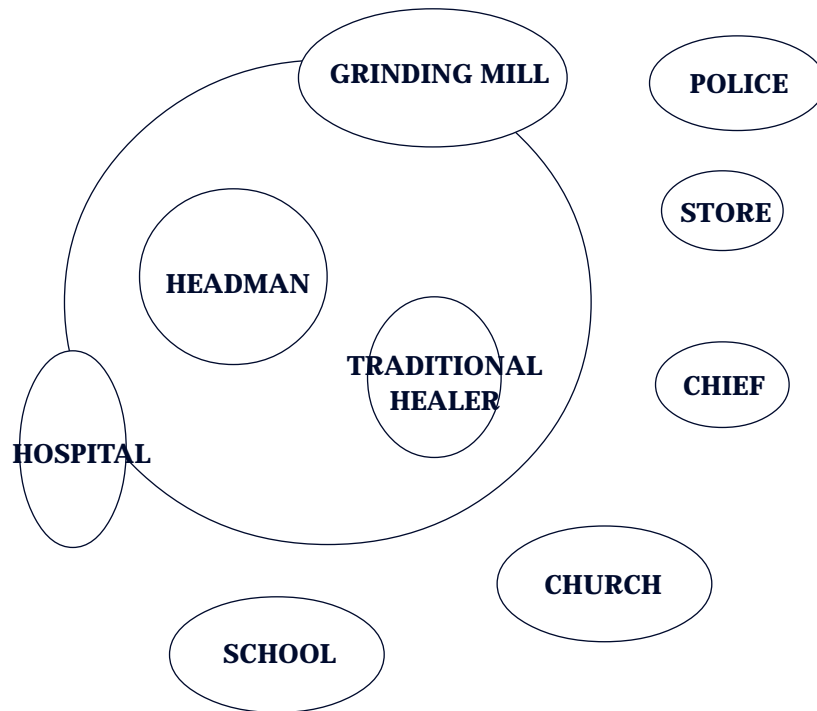 GRINDING MILL
POLICE
STORE
HEADMAN
TRADITIONAL
HEALER
CHIEF
HOSPITAL
CHURCH
SCHOOL